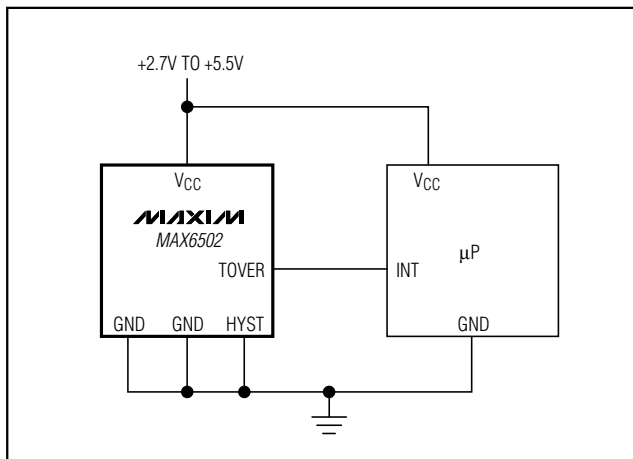 +2.7V TO +5.5V
VCC
VCC
MAXIM
MAX6502
μP
TOVER
INT
GND GND HYST
GND